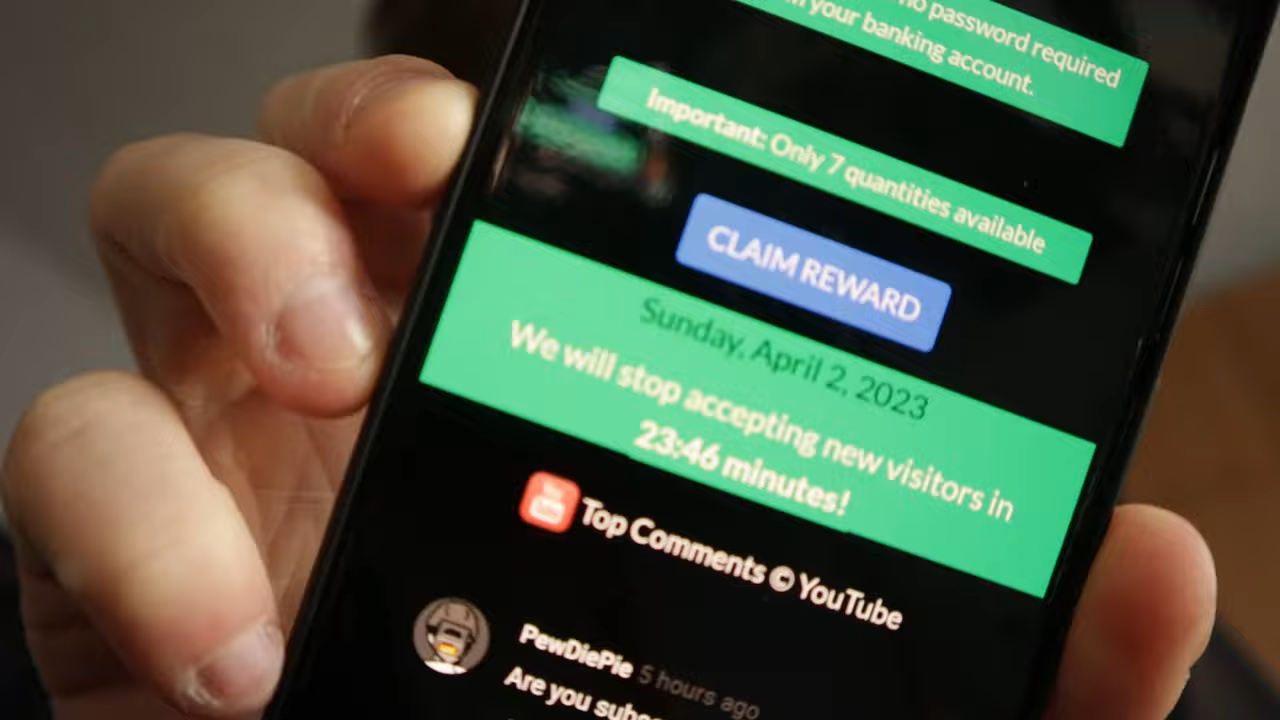 no password required
your banking account.
Important: Only 7 quantities available
CLAIM REWARD
Sunday, April 2, 2023
We will stop accepting new visitors in
23:46 minutes!
Top Comments © YouTube
PewDiePie 5 hours ago
Are you